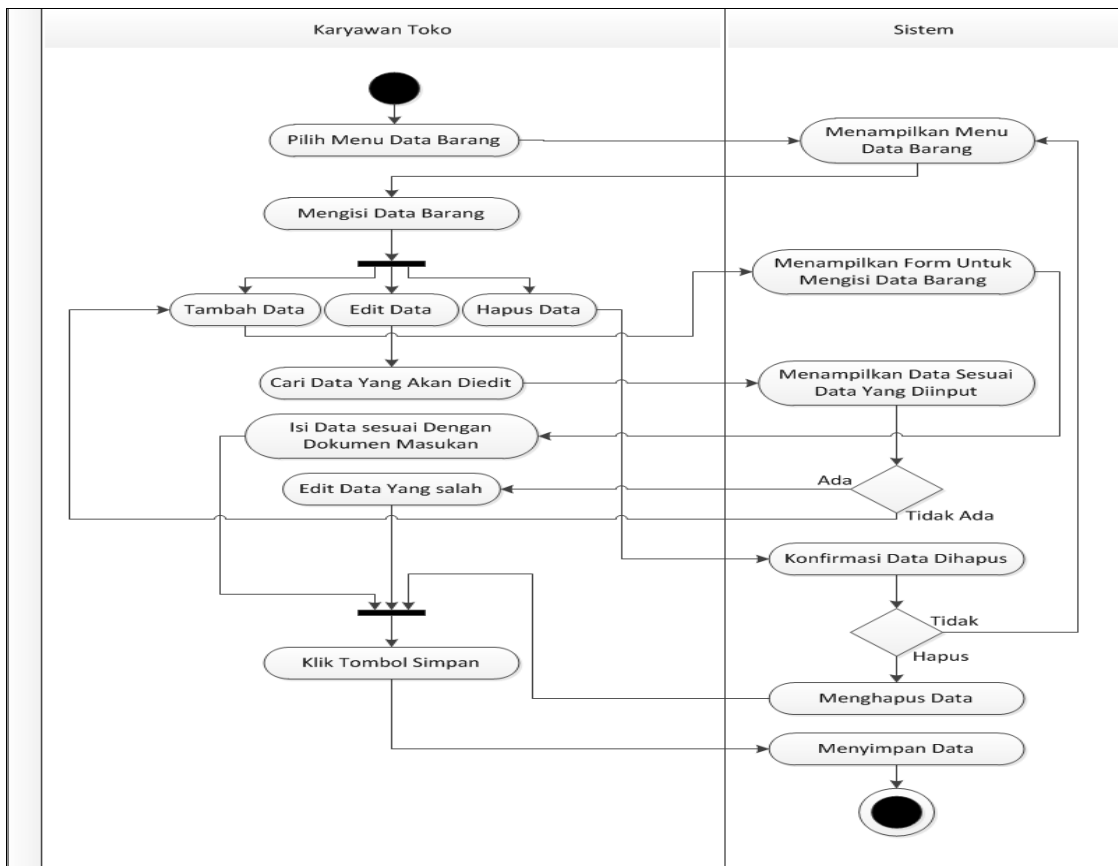 Karyawan Toko
Sistem
Pilih Menu Data Barang
Menampilkan Menu
Data Barang
Mengisi Data Barang
Menampilkan Form Untuk
Mengisi Data Barang
Tambah Data
Edit Data
Hapus Data
Cari Data Yang Akan Diedit
Menampilkan Data Sesuai
Data Yang Diinput
Isi Data sesuai Dengan
Dokumen Masukan
Edit Data Yang salah
Ada
Tidak Ada
Konfirmasi Data Dihapus
Tidak
Hapus
Klik Tombol Simpan
Menghapus Data
Menyimpan Data